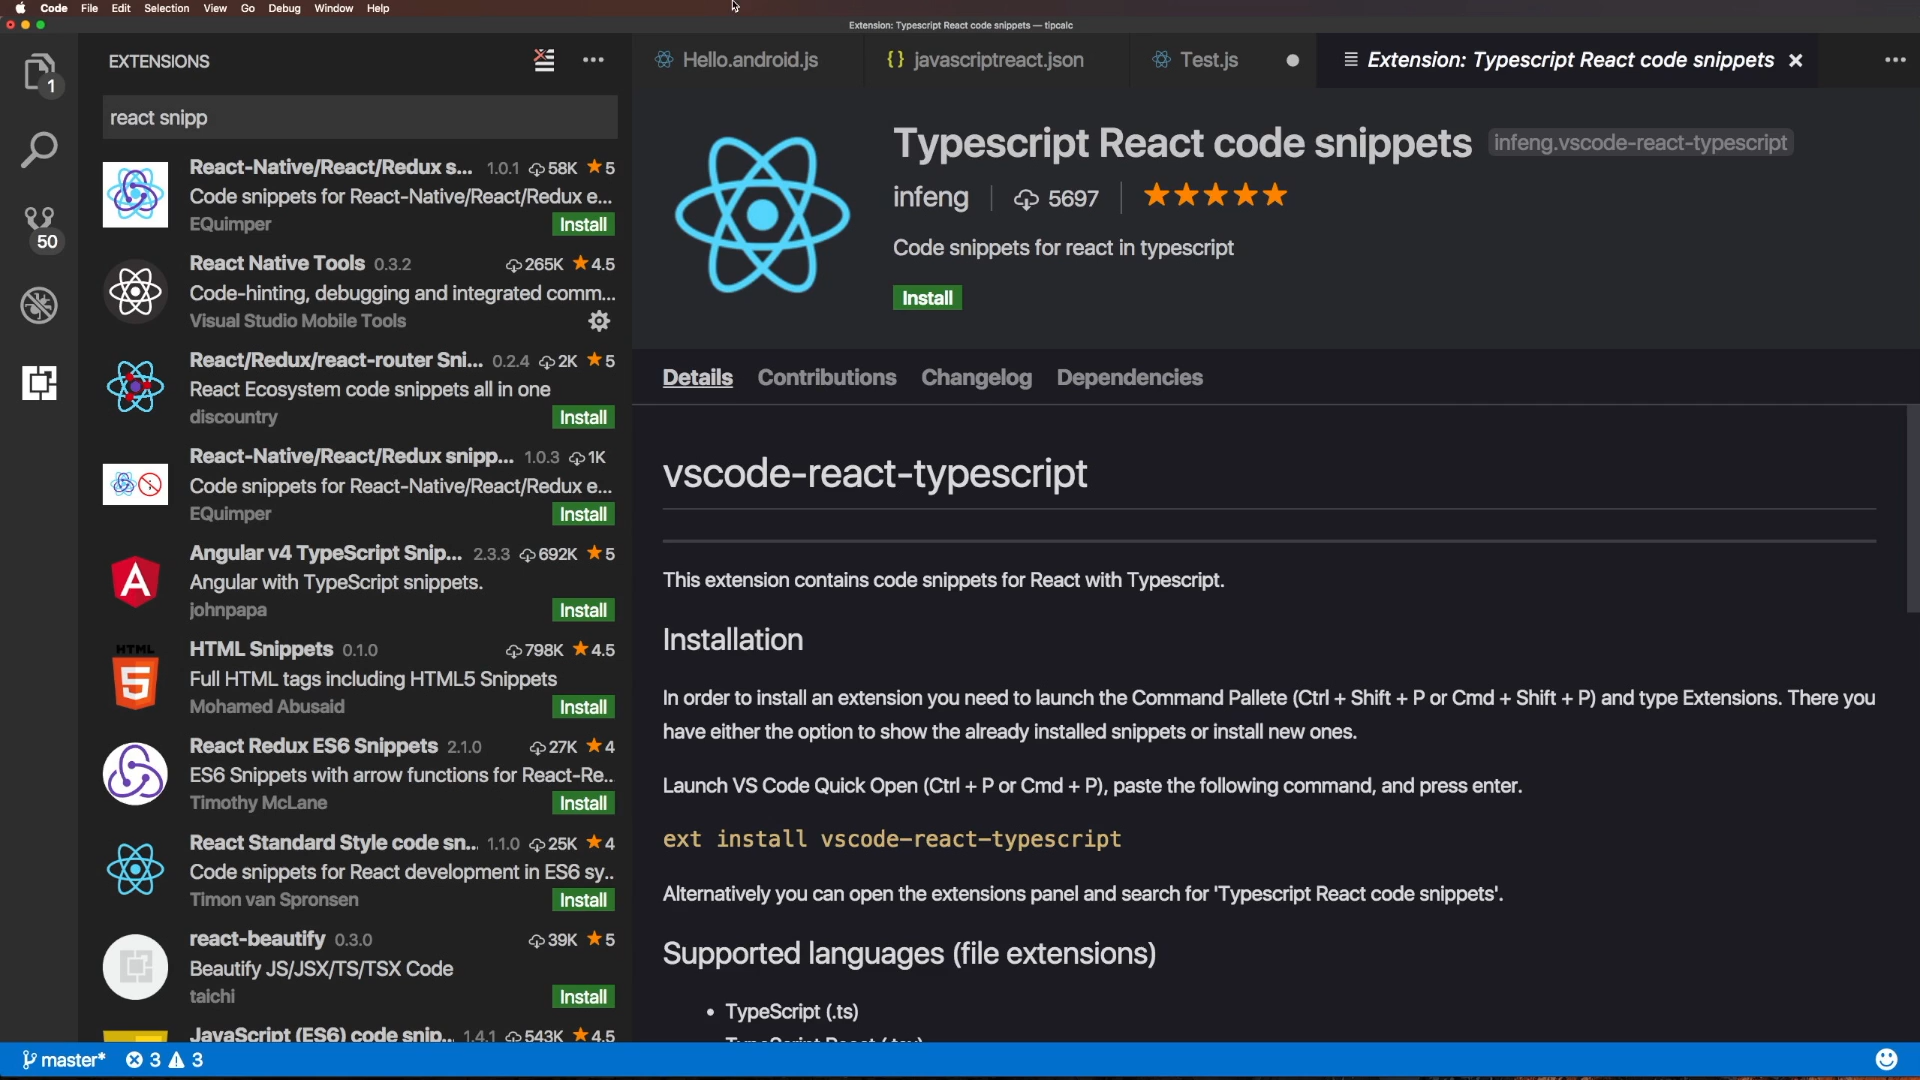 Code File Edit Selection View Go Debug Window Help
Extension: Typescript React code snippets — tipcalc
EXTENSIONS
Hello.android.js
{ } javascriptreact.json
Test.js
Extension: Typescript React code snippets
1
50
react snipp
React-Native/React/Redux s... 1.0.1 58K 5
Code snippets for React-Native/React/Redux e...
EQuimper Install
React Native Tools 0.3.2 265K 4.5
Code-hinting, debugging and integrated comm...
Visual Studio Mobile Tools
React/Redux/react-router Sni... 0.2.4 2K 5
React Ecosystem code snippets all in one
discountry Install
React-Native/React/Redux snipp... 1.0.3 1K
Code snippets for React-Native/React/Redux e...
EQuimper Install
Angular v4 TypeScript Snip... 2.3.3 692K 5
Angular with TypeScript snippets.
johnpapa Install
HTML
5
HTML Snippets 0.1.0 798K 4.5
Full HTML tags including HTML5 Snippets
Mohamed Abusaid Install
React Redux ES6 Snippets 2.1.0 27K 4
ES6 Snippets with arrow functions for React-Re..
Timothy McLane Install
React Standard Style code sn.. 1.1.0 25K 4
Code snippets for React development in ES6 sy..
Timon van Spronsen Install
react-beautify 0.3.0 39K 5
Beautify JS/JSX/TS/TSX Code
taichi Install
JavaScript (ES6) code snip... 1.4.1 543K 4.5
Typescript React code snippets infeng.vscode-react-typescript
infeng 5697
Code snippets for react in typescript
Install
Details Contributions Changelog Dependencies
vscode-react-typescript
This extension contains code snippets for React with Typescript.
Installation
In order to install an extension you need to launch the Command Pallete (Ctrl + Shift + P or Cmd + Shift + P) and type Extensions. There you
have either the option to show the already installed snippets or install new ones.
Launch VS Code Quick Open (Ctrl + P or Cmd + P), paste the following command, and press enter.
ext install vscode-react-typescript
Alternatively you can open the extensions panel and search for 'Typescript React code snippets'.
Supported languages (file extensions)
• TypeScript (.ts)
TypeScript React (.tsx)
master* 3 3